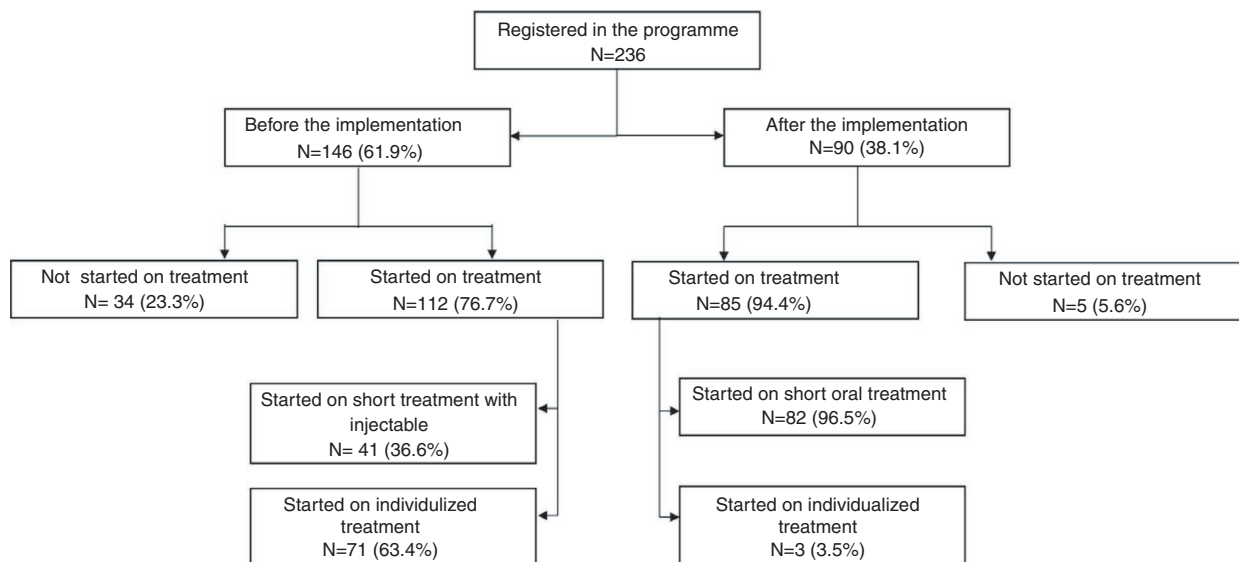 Registered in the programme
N=236
Before the implementation
N=146 (61.9%)
After the implementation
N=90 (38.1%)
Not started on treatment
N= 34 (23.3%)
Started on treatment
N=112 (76.7%)
Started on treatment
N=85 (94.4%)
Not started on treatment
N=5 (5.6%)
Started on short treatment with
injectable
N= 41 (36.6%)
Started on short oral treatment
N=82 (96.5%)
Started on individulized
treatment
N=71 (63.4%)
Started on individualized
treatment
N=3 (3.5%)